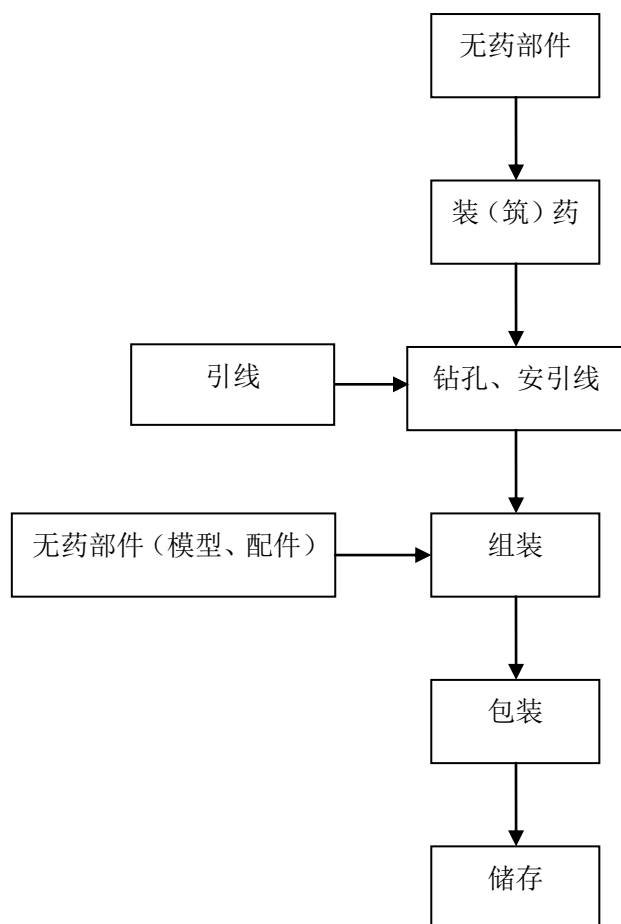 无药部件
装（筑）药
引线
钻孔、安引线
无药部件（模型、配件）
组装
包装
储存